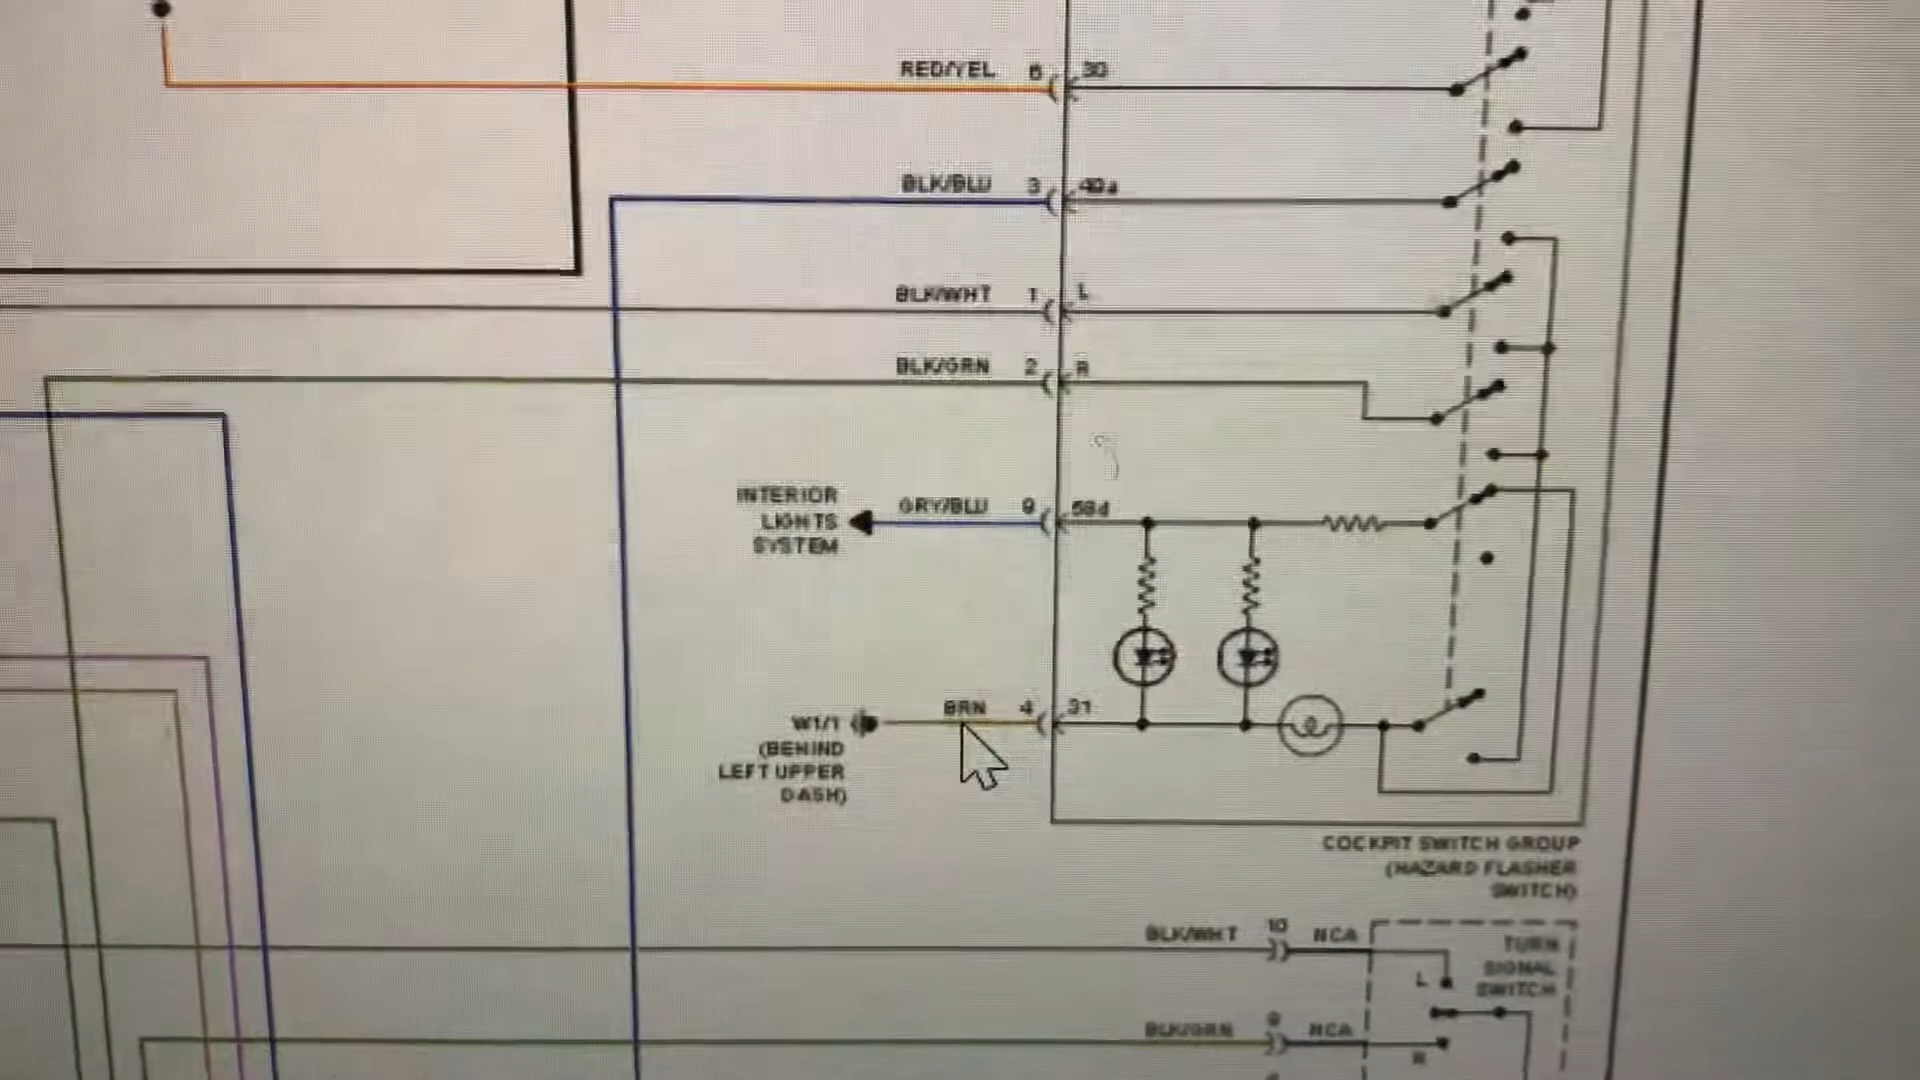 RED/YEL 6 30
BLK/BLU 3 49a
BLK/WHT 1 L
BLK/GRN 2 R
INTERIOR
LIGHTS
SYSTEM
GRY/BLU 9 58d
BRN 4 31
W1/1
(BEHIND
LEFT UPPER
DASH)
COCKPIT SWITCH GROUP
(HAZARD FLASHER
SWITCH)
BLK/WHT 10 NCA
TURN
SIGNAL
SWITCH
L
BLK/GRN 9 NCA
R